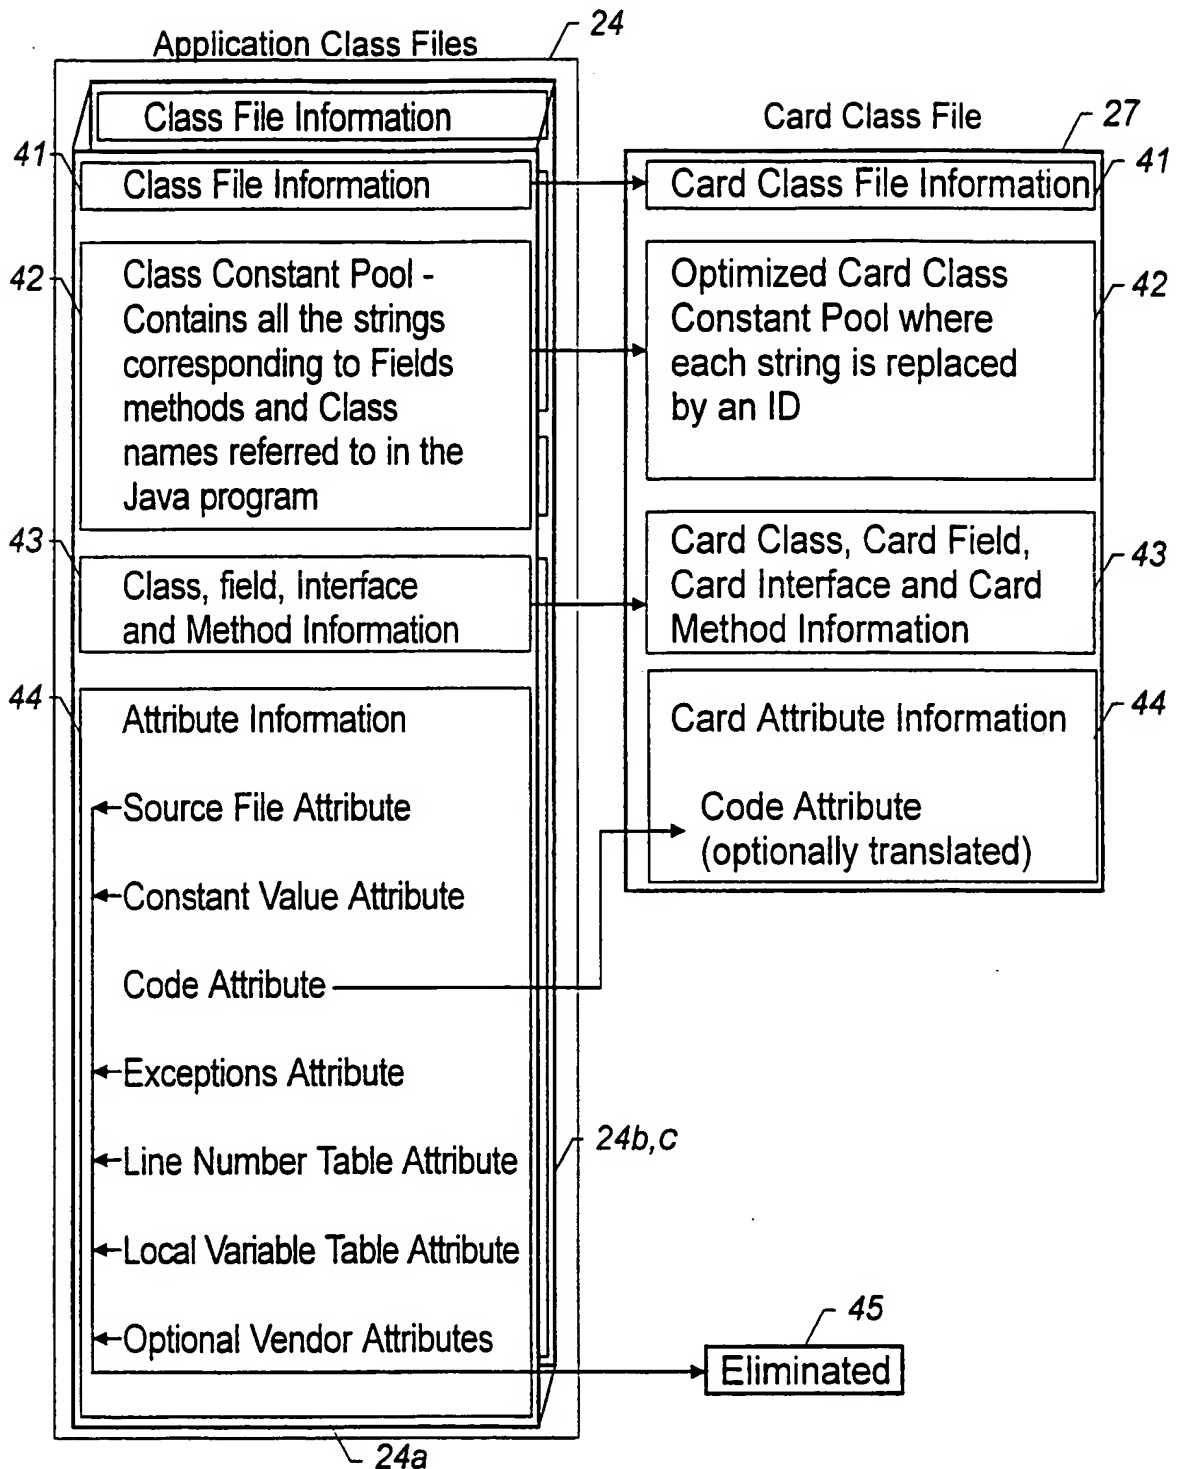 24
Application Class Files
Class File Information
41
Class File Information
42
Class Constant Pool -
Contains all the strings
corresponding to Fields
methods and Class
names referred to in the
Java program
43
Class, field, Interface
and Method Information
44
Attribute Information
Source File Attribute
Constant Value Attribute
Code Attribute
Exceptions Attribute
Line Number Table Attribute
Local Variable Table Attribute
Optional Vendor Attributes
24b,c
24a
Card Class File
27
Card Class File Information
41
Optimized Card Class
Constant Pool where
each string is replaced
by an ID
42
Card Class, Card Field,
Card Interface and Card
Method Information
43
Card Attribute Information
44
Code Attribute
(optionally translated)
45
Eliminated